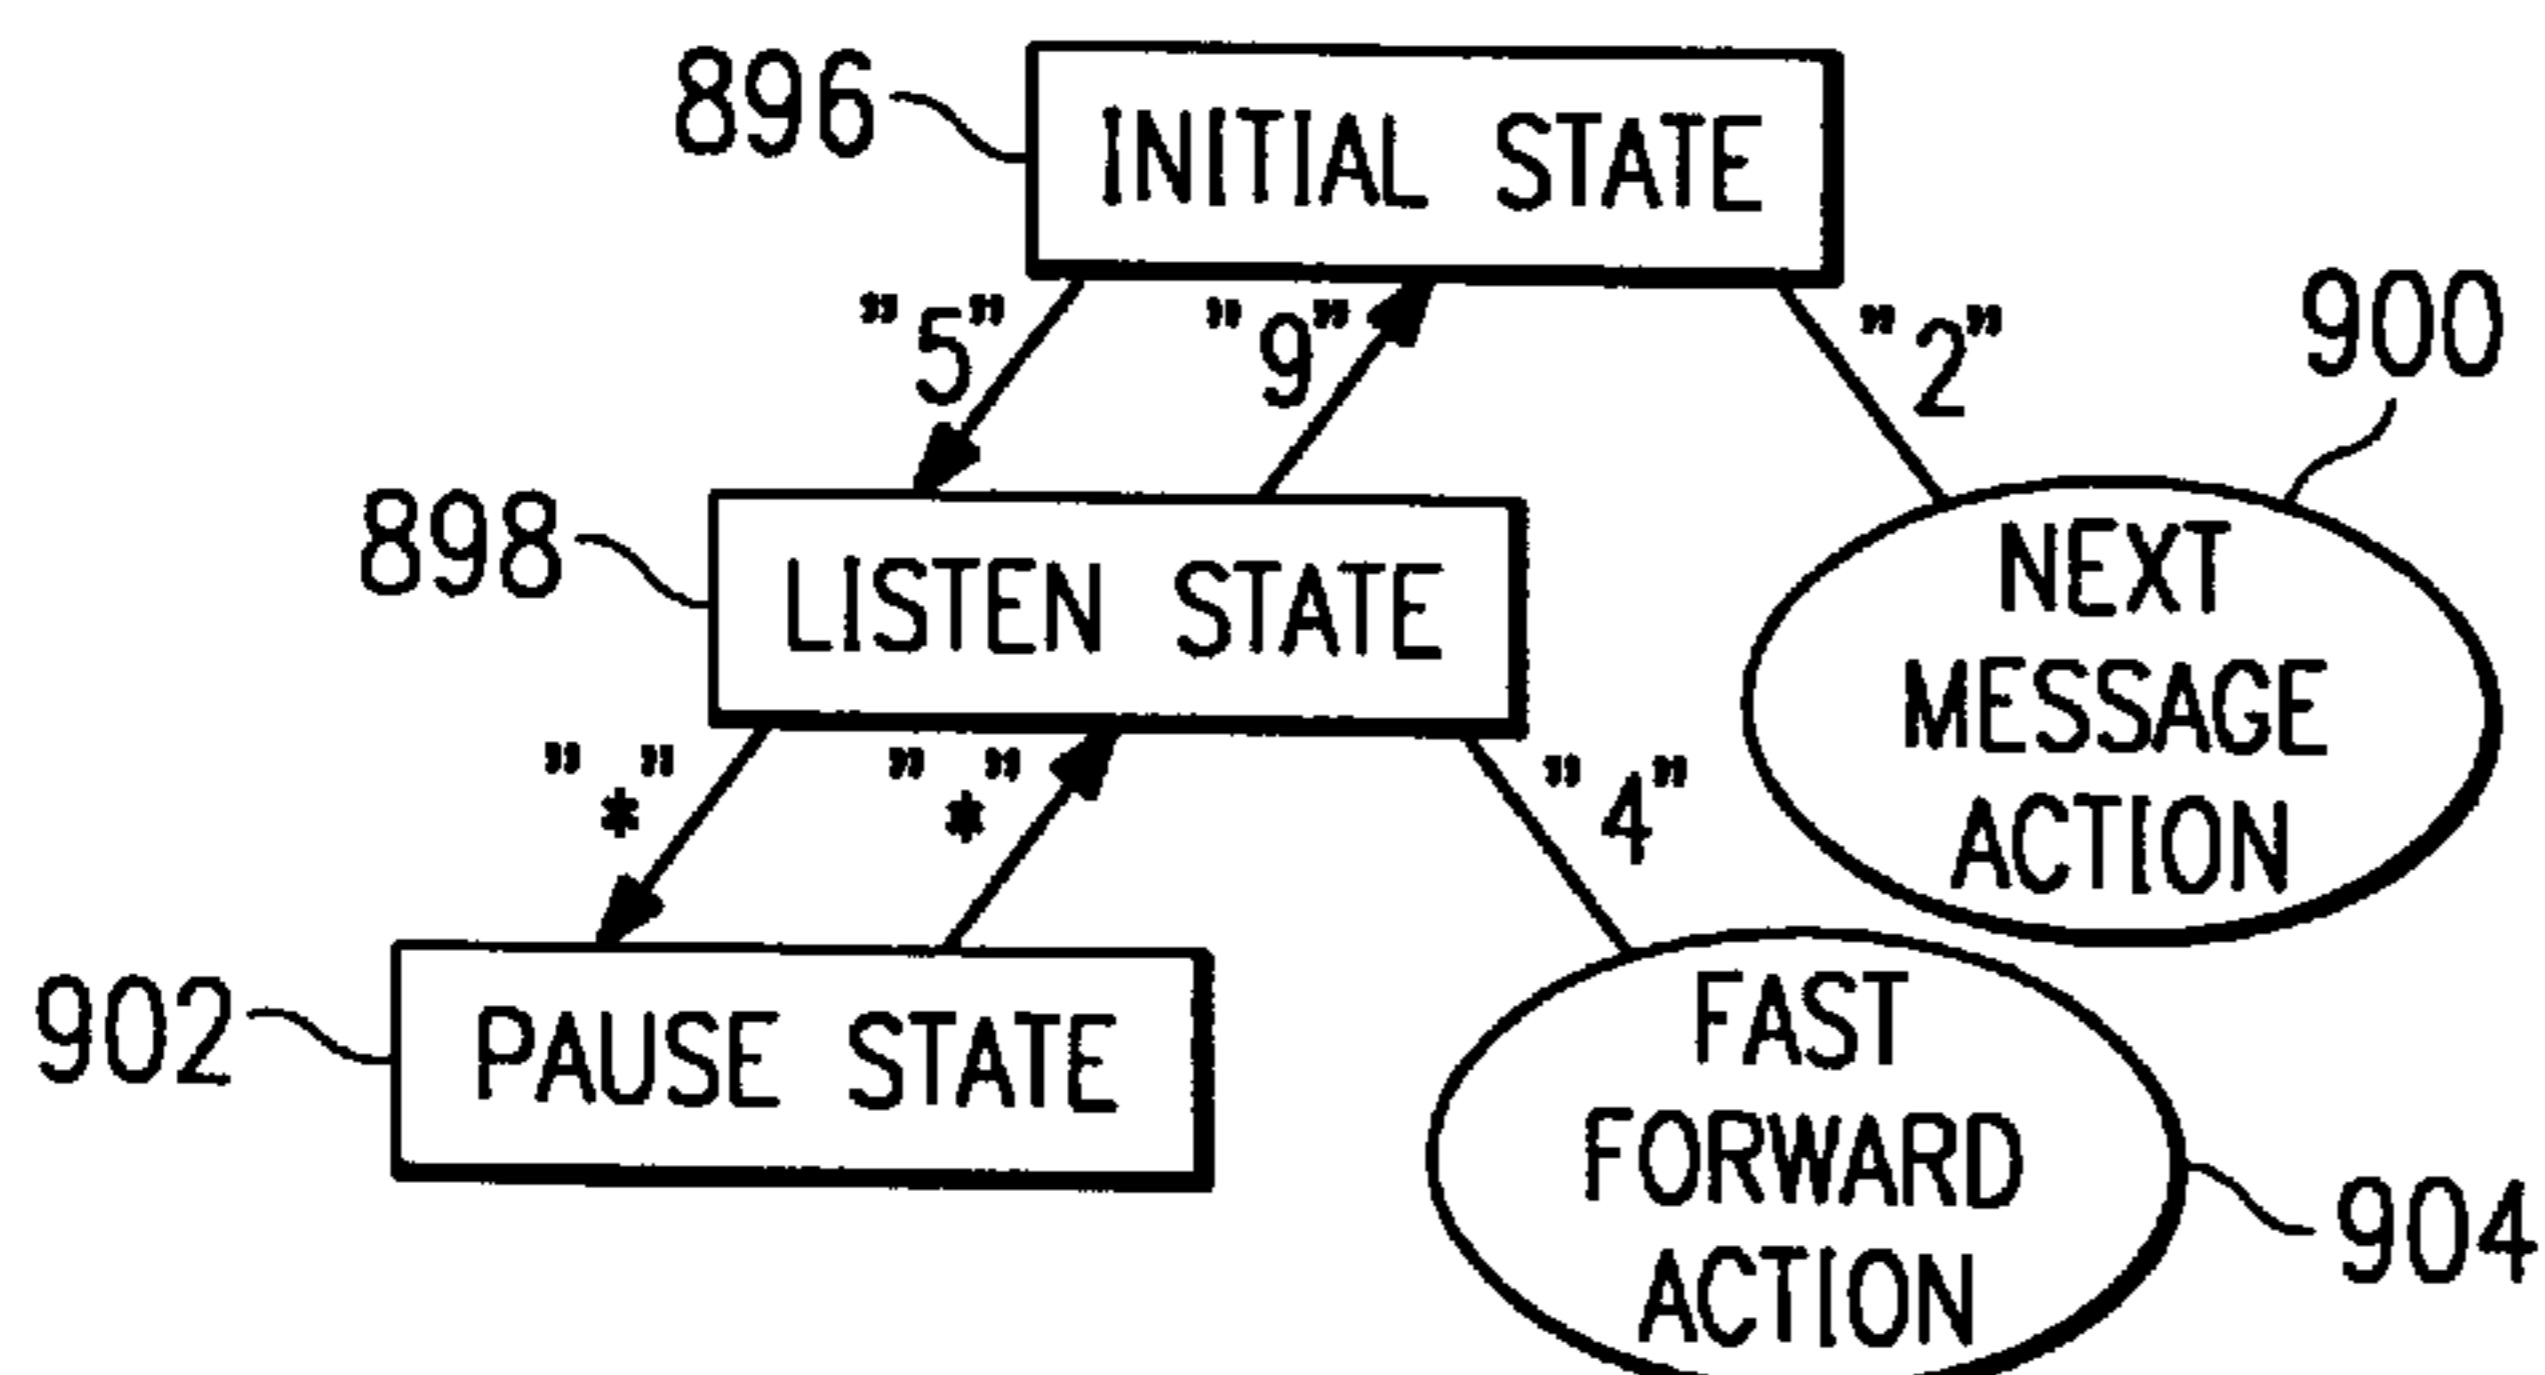 896
INITIAL STATE
"5"
"9"
"2"
900
898
LISTEN STATE
NEXT
MESSAGE
ACTION
"*"
"*"
"4"
902
PAUSE STATE
FAST
FORWARD
ACTION
904